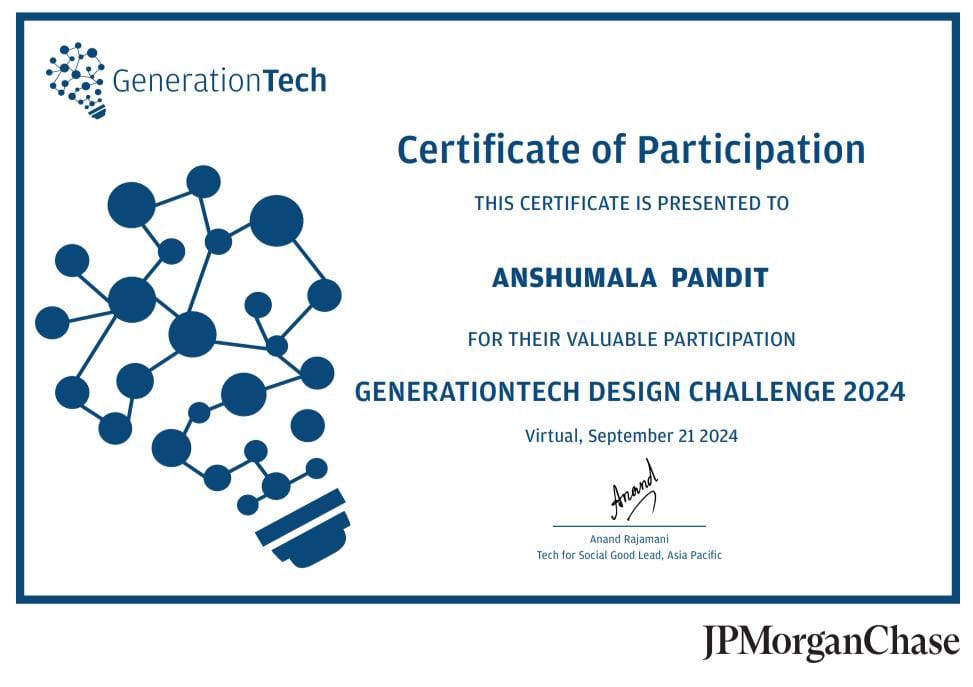 GenerationTech
Certificate of Participation
THIS CERTIFICATE IS PRESENTED TO
ANSHUMALA PANDIT
FOR THEIR VALUABLE PARTICIPATION
GENERATIONTECH DESIGN CHALLENGE 2024
Virtual, September 21 2024
Anand
Anand Rajamani
Tech for Social Good Lead, Asia Pacific
JPMorganChase